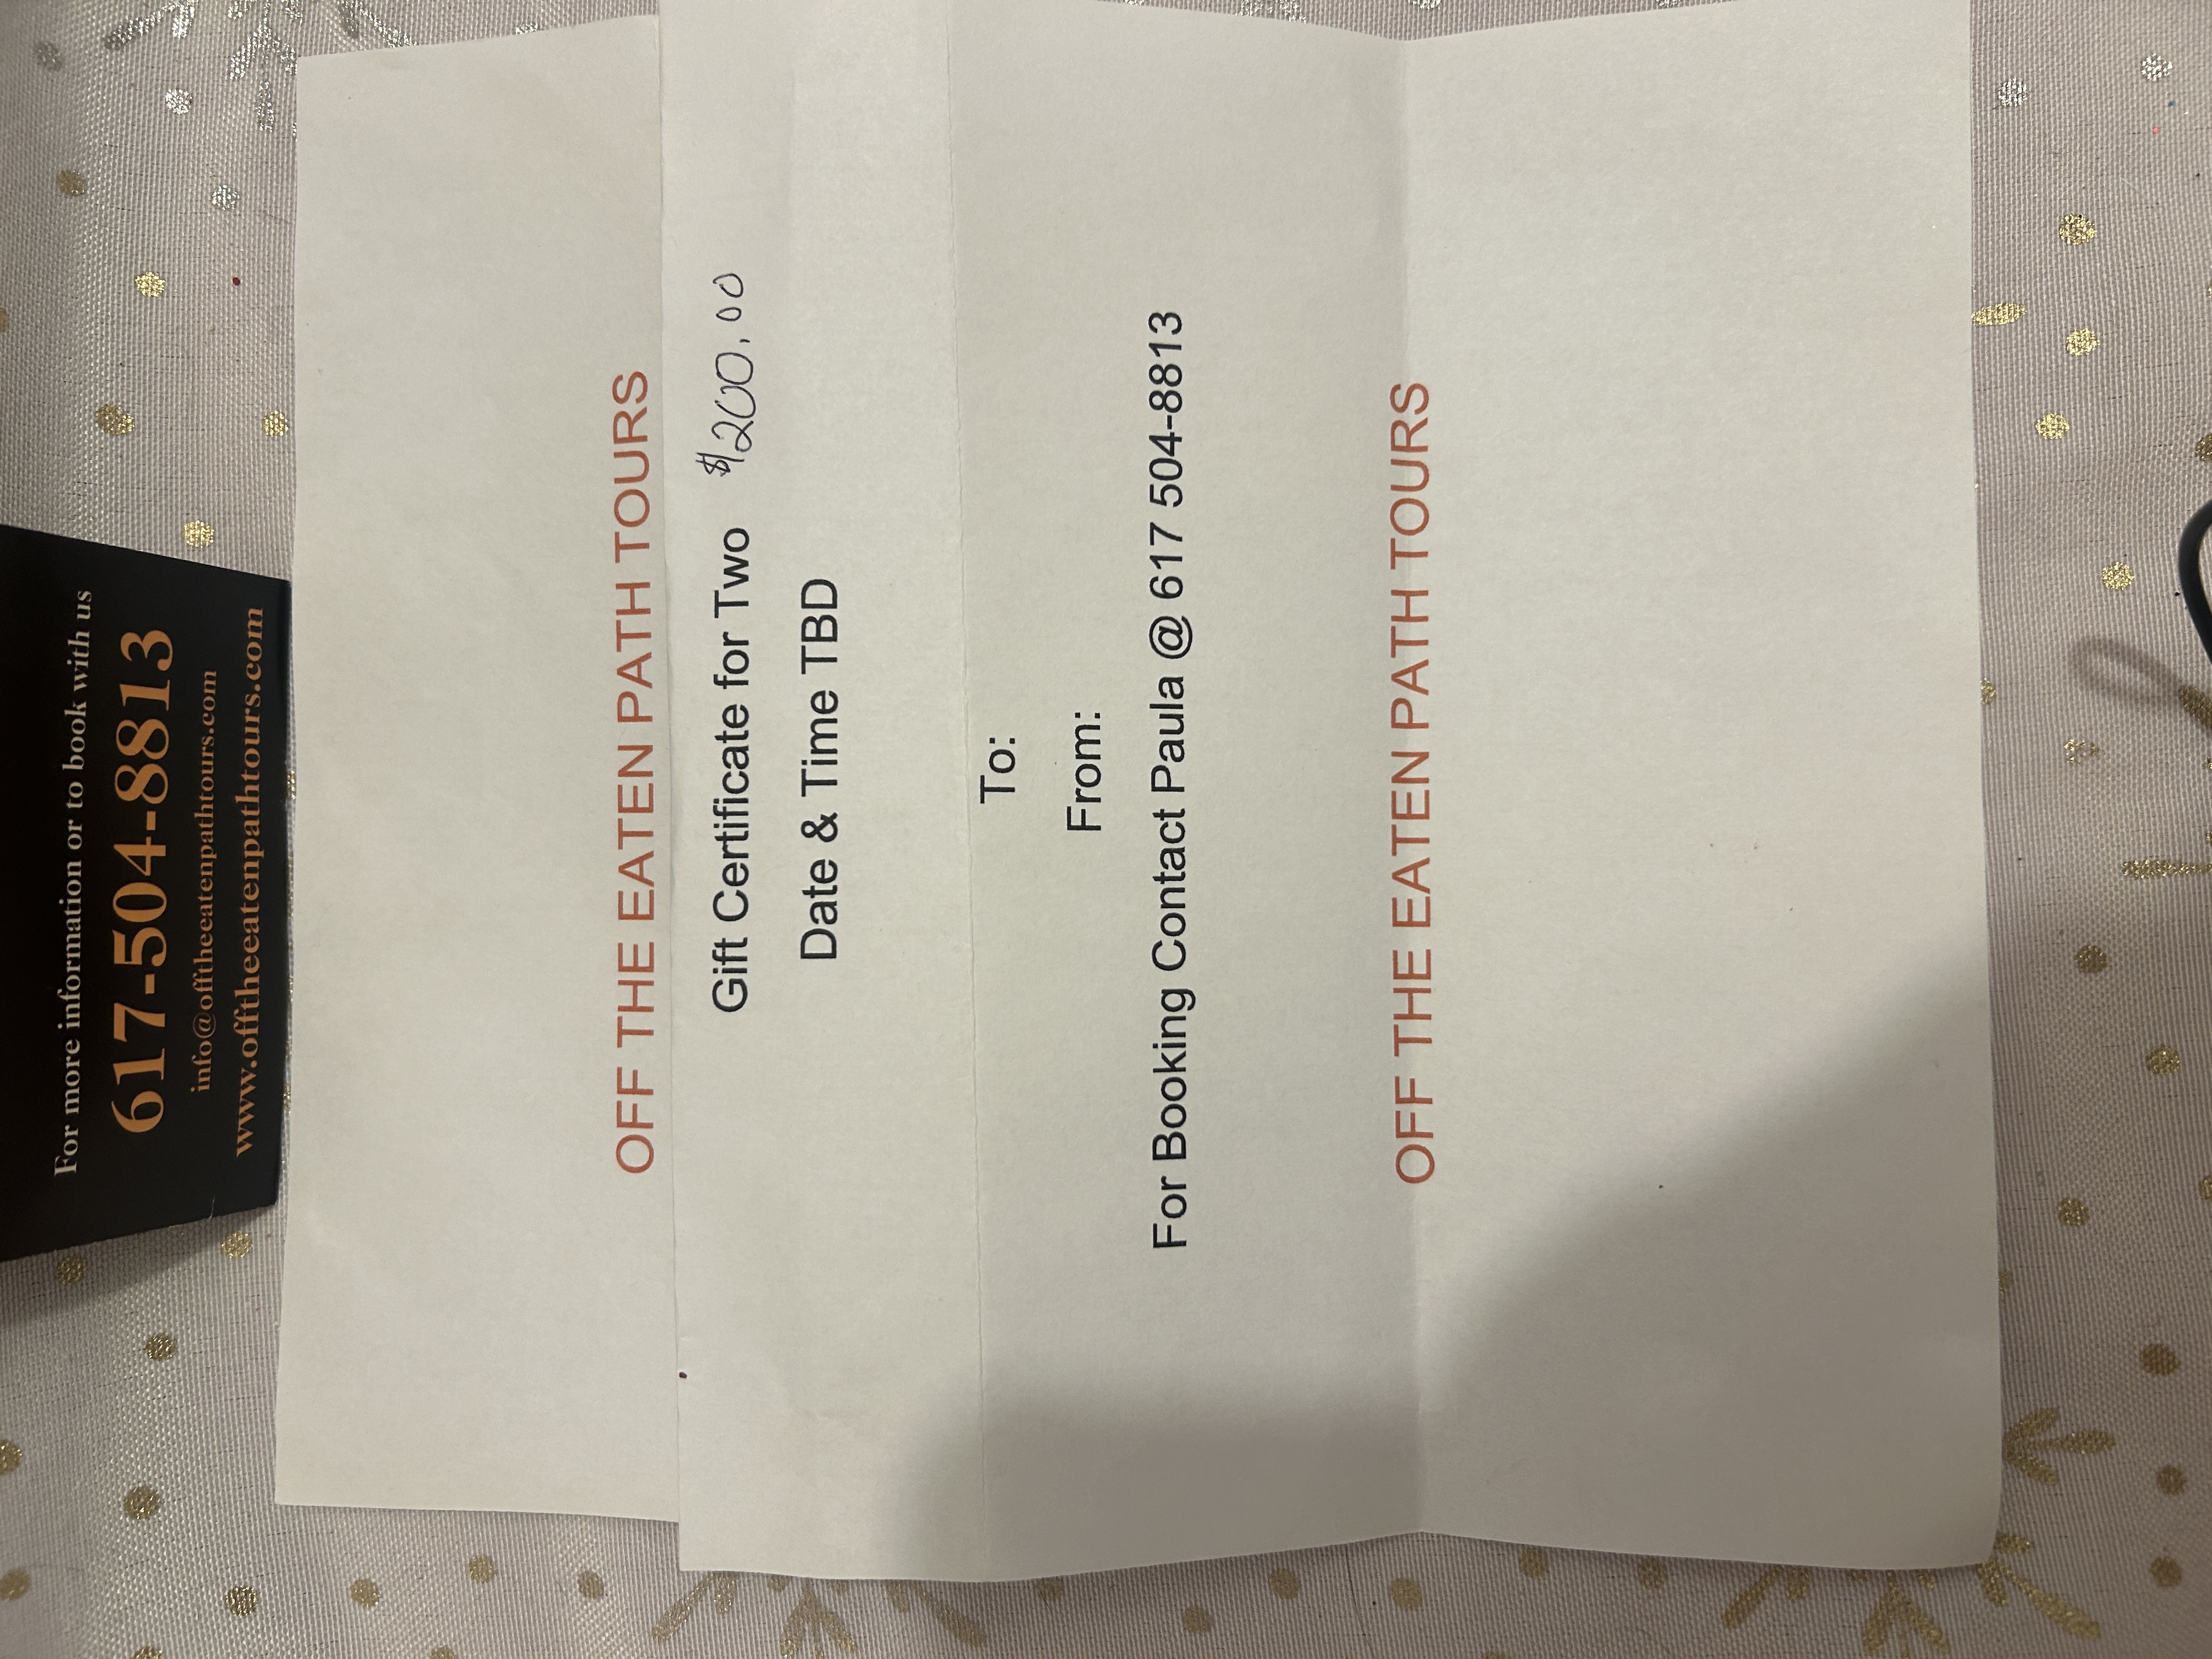 For more information or to book with us
617-504-8813
info@offtheeatenpathtours.com
www.offtheeatenpathtours.com
OFF THE EATEN PATH TOURS
Gift Certificate for Two $200.00
Date & Time TBD
To:
From:
For Booking Contact Paula @ 617 504-8813
OFF THE EATEN PATH TOURS